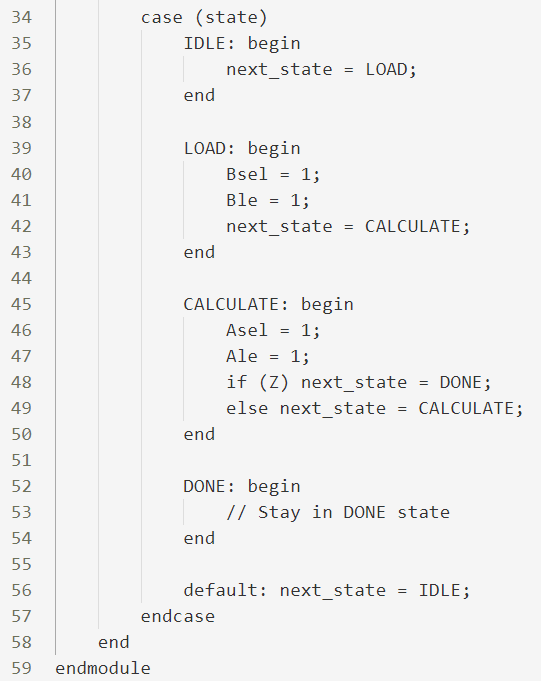 34        case (state)
35            IDLE: begin
36                next_state = LOAD;
37            end
38
39            LOAD: begin
40                Bsel = 1;
41                Ble = 1;
42                next_state = CALCULATE;
43            end
44
45            CALCULATE: begin
46                Asel = 1;
47                Ale = 1;
48                if (Z) next_state = DONE;
49                else next_state = CALCULATE;
50            end
51
52            DONE: begin
53                // Stay in DONE state
54            end
55
56            default: next_state = IDLE;
57        endcase
58    end
59 endmodule